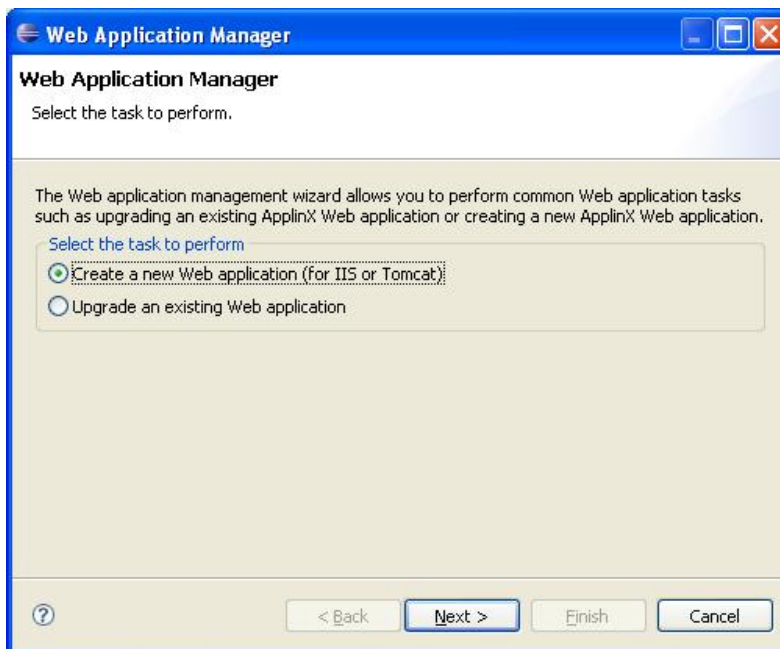 Web Application Manager
Web Application Manager
Select the task to perform.
The Web application management wizard allows you to perform common Web application tasks
such as upgrading an existing ApplinX Web application or creating a new ApplinX Web application.
Select the task to perform
Create a new Web application (for IIS or Tomcat)
Upgrade an existing Web application
? < Back Next > Finish Cancel